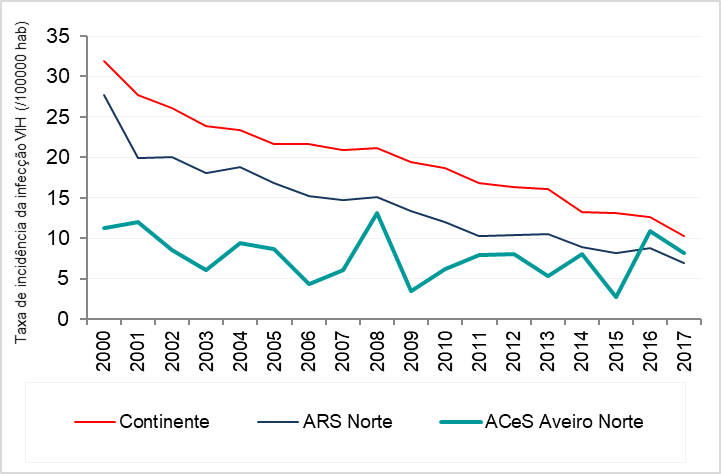 Taxa de incidência da infecção VIH (/100000 hab)
35
30
25
20
15
10
5
0
2000 2001 2002 2003 2004 2005 2006 2007 2008 2009 2010 2011 2012 2013 2014 2015 2016 2017
Continente ARS Norte ACeS Aveiro Norte